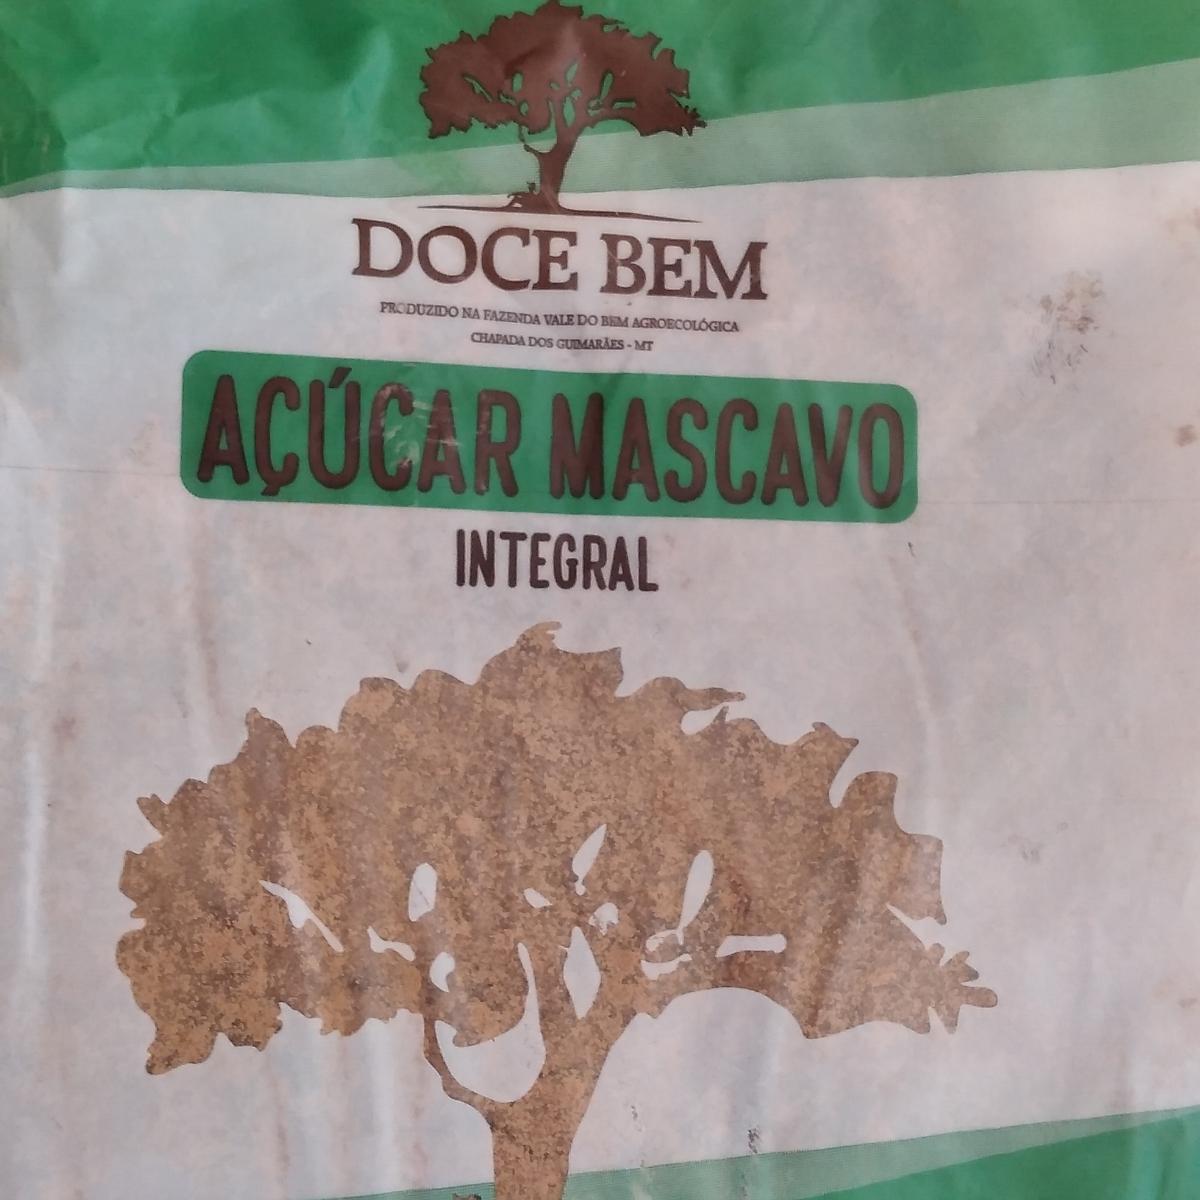 DOCE BEM
PRODUZIDO NA FAZENDA VALE DO BEM AGROECOLÓGICA
CHAPADA DOS GUIMARÃES - MT
AÇÚCAR MASCAVO
INTEGRAL